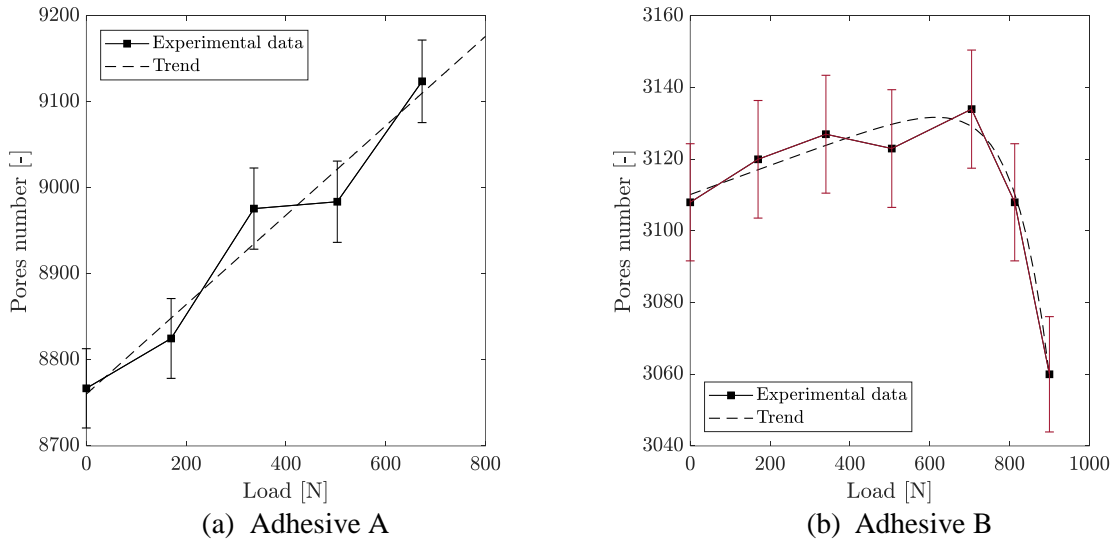 9200
9100
9000
8900
8800
8700
0
200
400
600
800
Pores number [-]
Load [N]
Experimental data
Trend
(a) Adhesive A
3160
3140
3120
3100
3080
3060
3040
0
200
400
600
800
1000
Pores number [-]
Load [N]
Experimental data
Trend
(b) Adhesive B